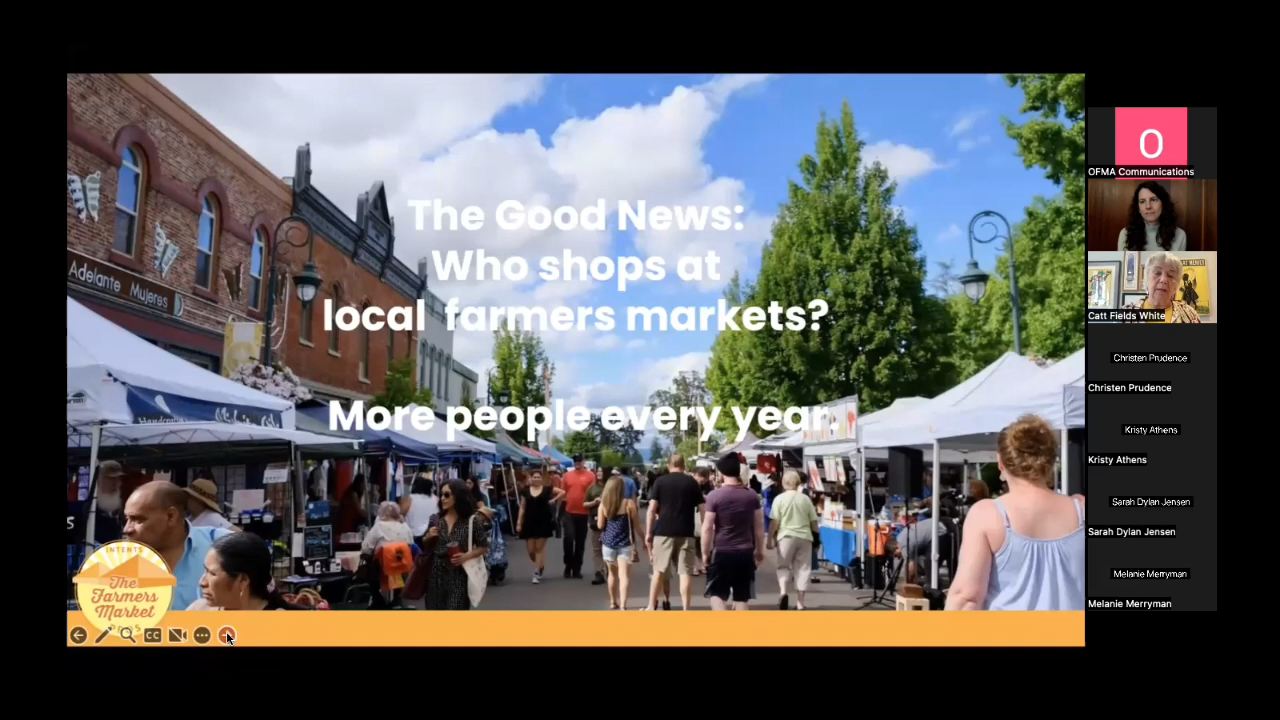 The Good News:
Who shops at
local farmers markets?
More people every year.
Adelante Mujeres
INTENTS
The
Farmers
Market
CC
O
OFMA Communications
Catt Fields White
Christen Prudence
Christen Prudence
Kristy Athens
Kristy Athens
Sarah Dylan Jensen
Sarah Dylan Jensen
Melanie Merryman
Melanie Merryman